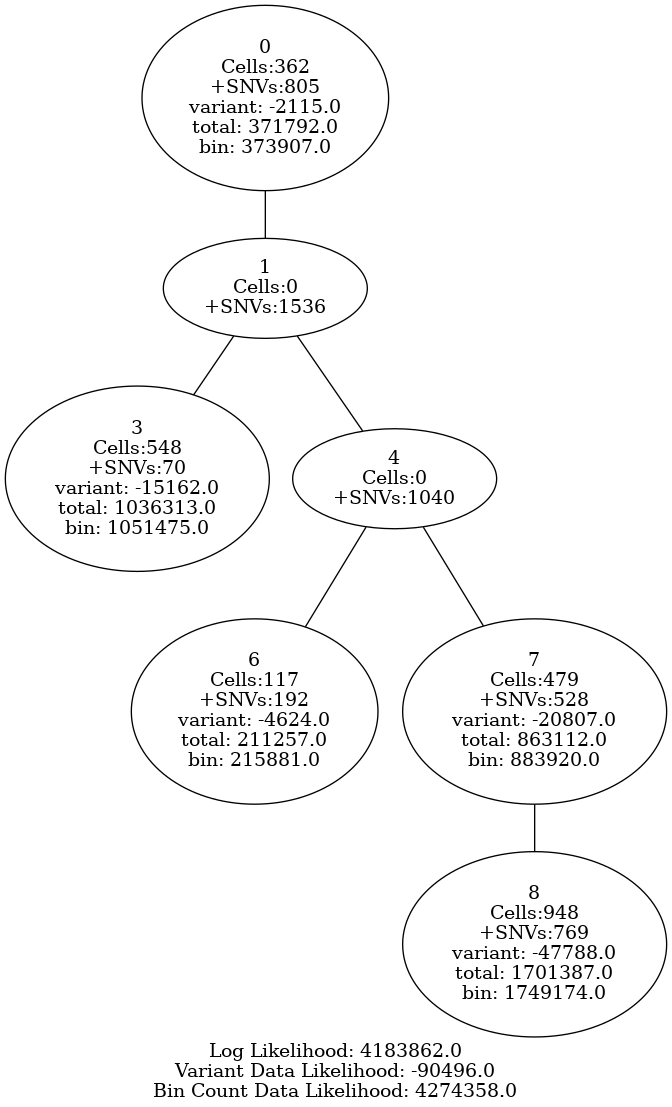 0
Cells:362
+SNVs:805
variant: -2115.0
total: 371792.0
bin: 373907.0
1
Cells:0
+SNVs:1536
3
Cells:548
+SNVs:70
variant: -15162.0
total: 1036313.0
bin: 1051475.0
4
Cells:0
+SNVs:1040
6
Cells:117
+SNVs:192
variant: -4624.0
total: 211257.0
bin: 215881.0
7
Cells:479
+SNVs:528
variant: -20807.0
total: 863112.0
bin: 883920.0
8
Cells:948
+SNVs:769
variant: -47788.0
total: 1701387.0
bin: 1749174.0
Log Likelihood: 4183862.0
Variant Data Likelihood: -90496.0
Bin Count Data Likelihood: 4274358.0